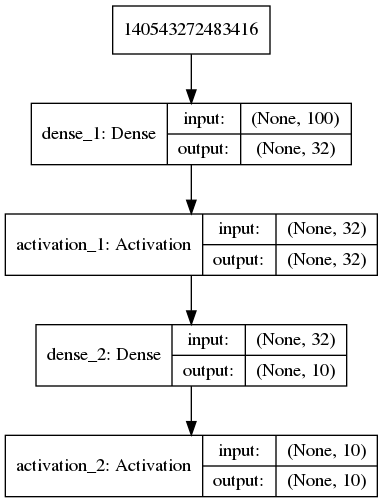 140543272483416
dense_1: Dense
input: (None, 100)
output: (None, 32)
activation_1: Activation
input: (None, 32)
output: (None, 32)
dense_2: Dense
input: (None, 32)
output: (None, 10)
activation_2: Activation
input: (None, 10)
output: (None, 10)